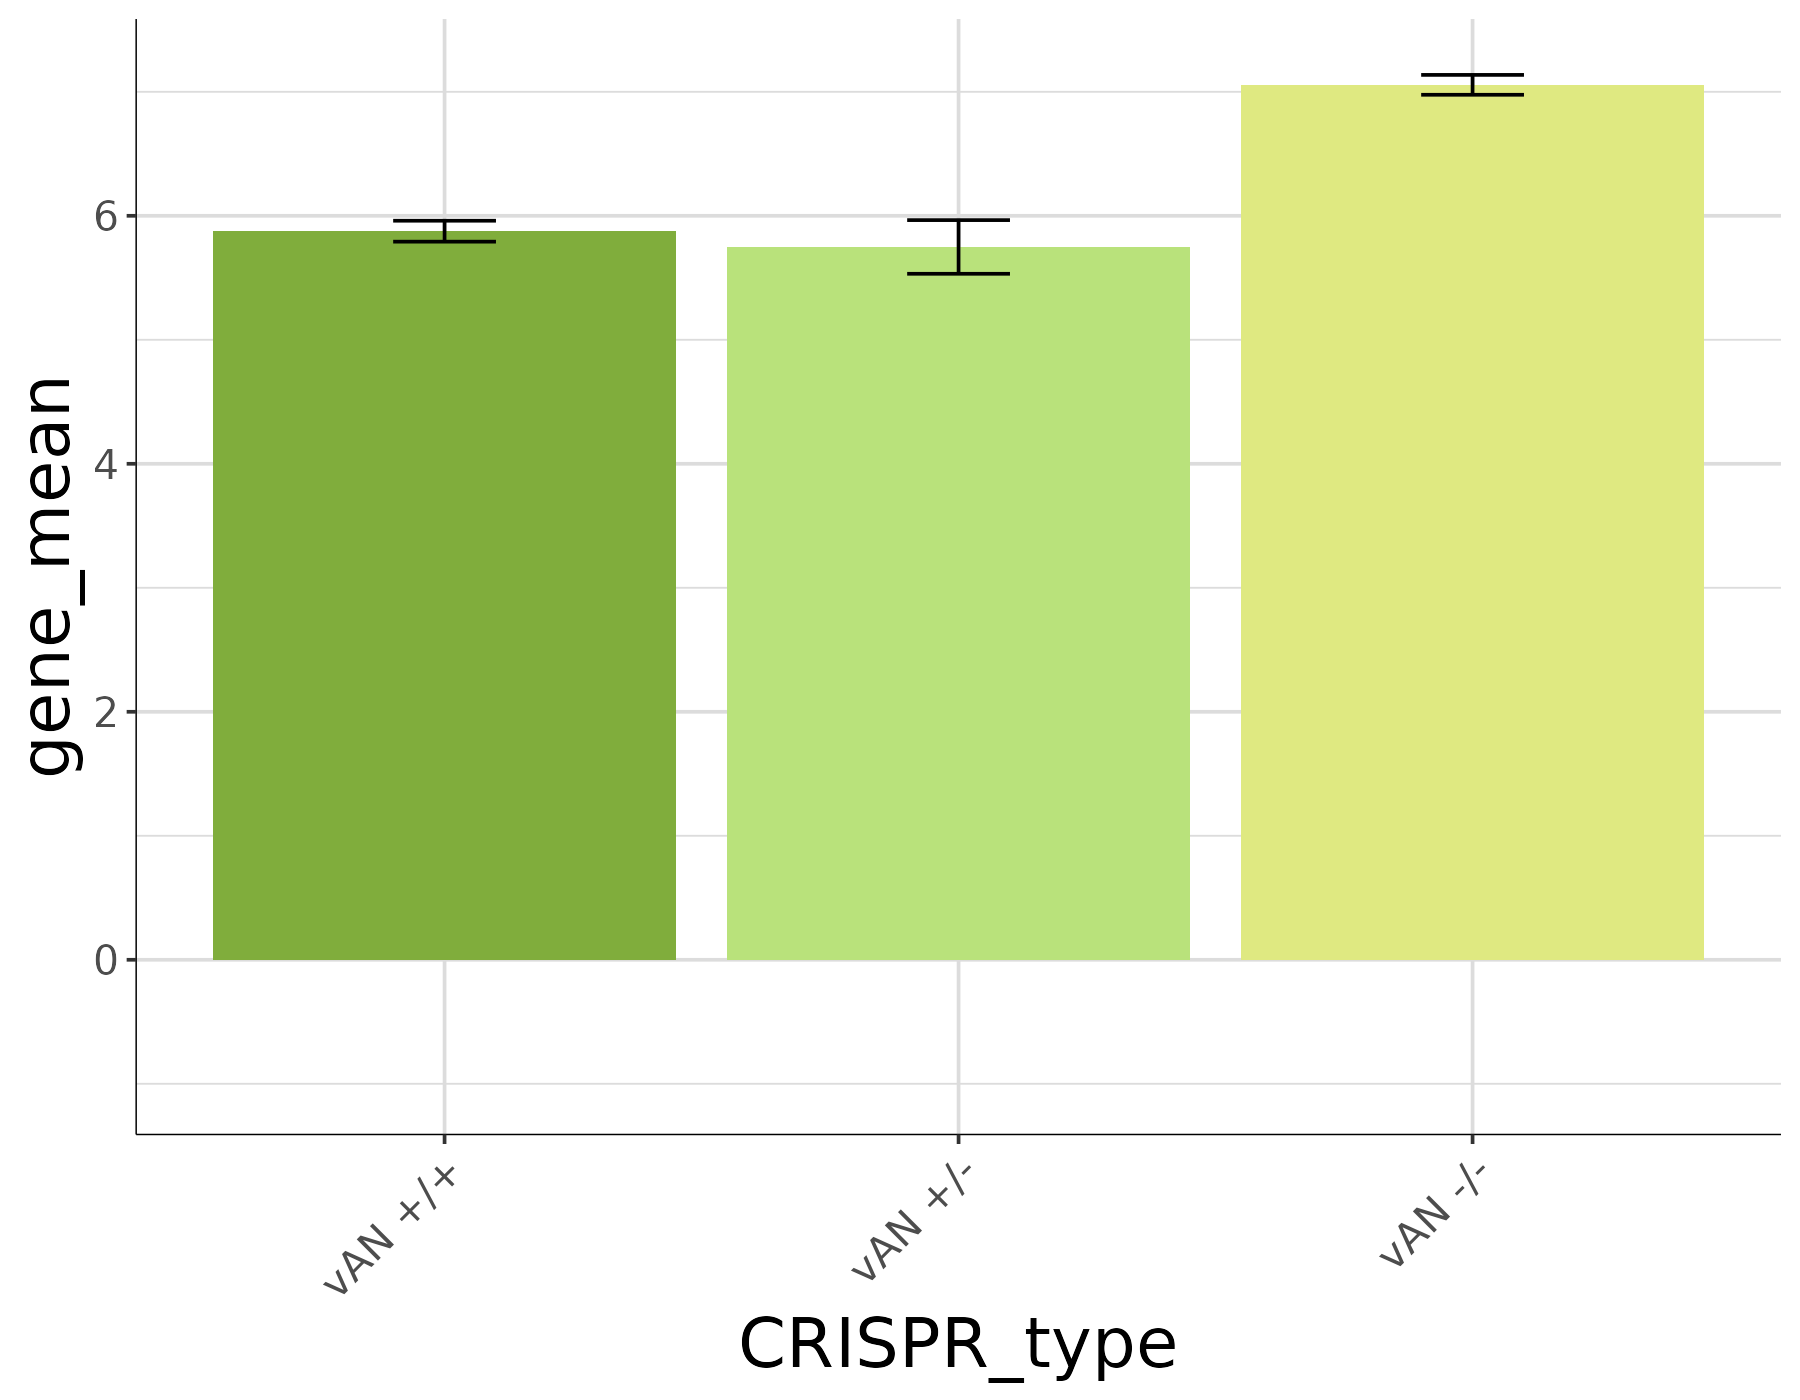 gene_mean
6
4
2
0
vAN +/+
vAN +/-
vAN -/-
CRISPR_type